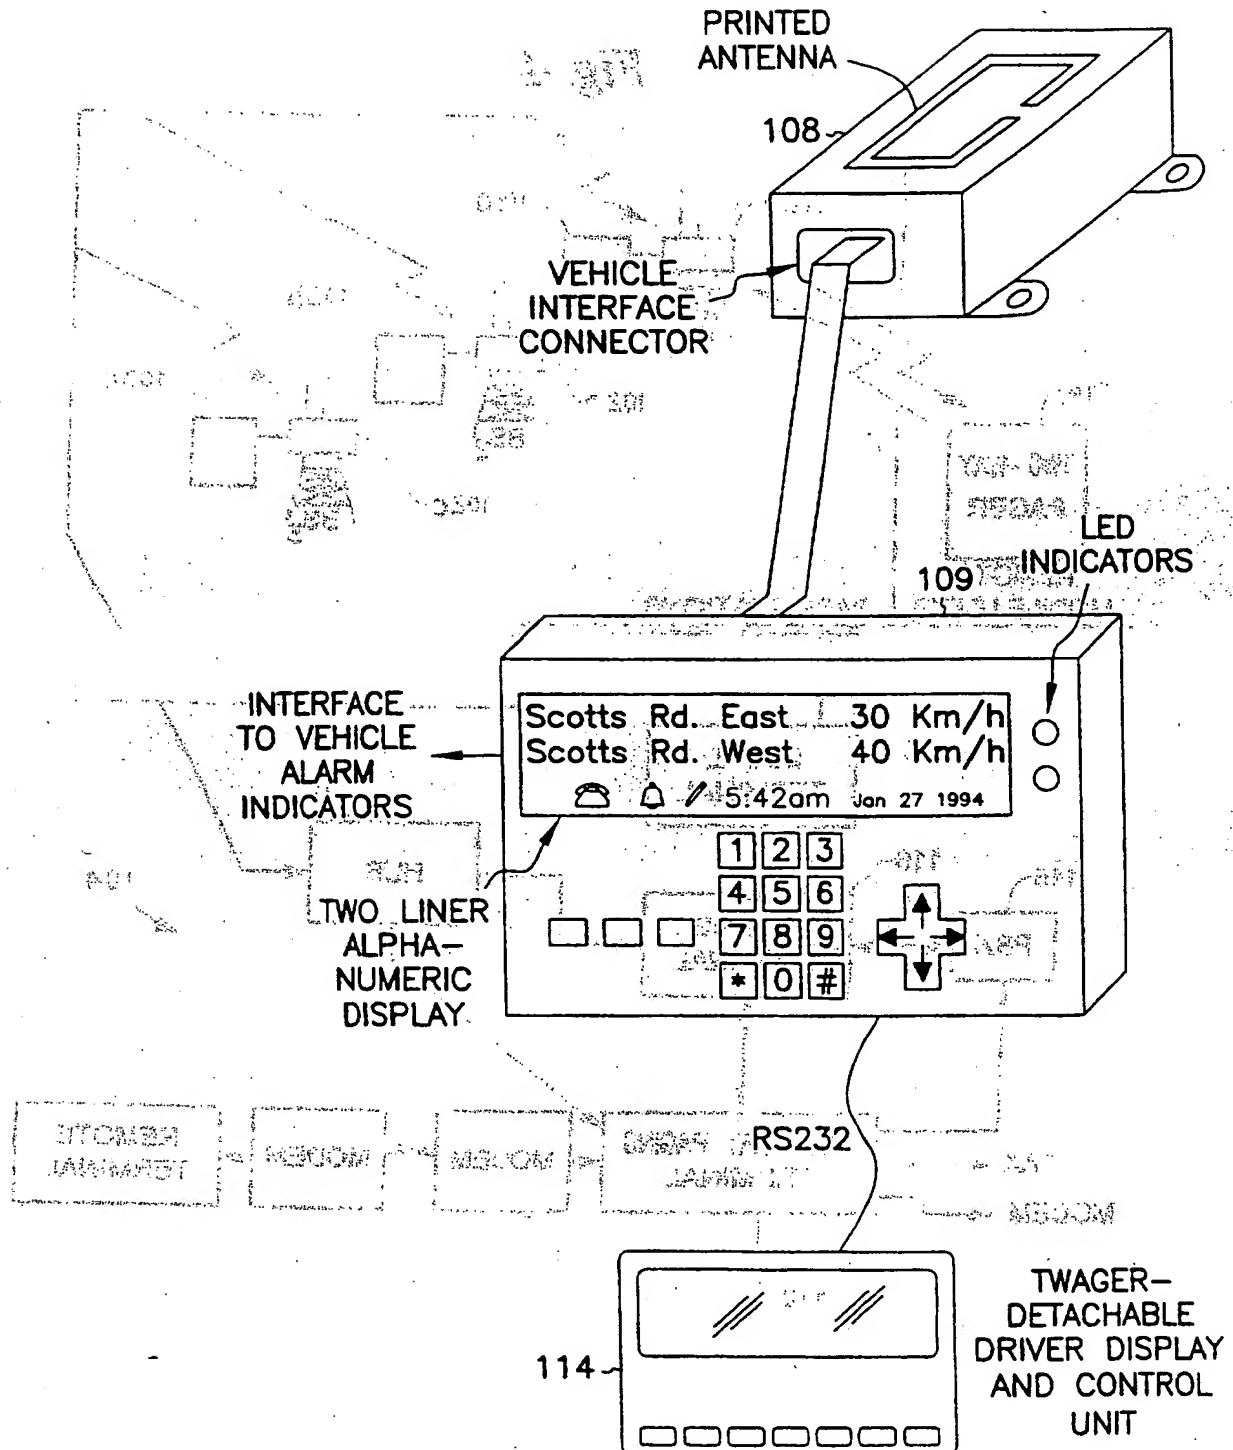 PRINTED
ANTENNA
108
VEHICLE
INTERFACE
CONNECTOR
LED
INDICATORS
109
INTERFACE
TO VEHICLE
ALARM
INDICATORS
Scotts Rd. East 30 Km/h
Scotts Rd. West 40 Km/h
5:42am Jan 27 1994
1 2 3
4 5 6
7 8 9
* 0 #
TWO LINER
ALPHA-
NUMERIC
DISPLAY
RS232
114
TWAGER-
DETACHABLE
DRIVER DISPLAY
AND CONTROL
UNIT